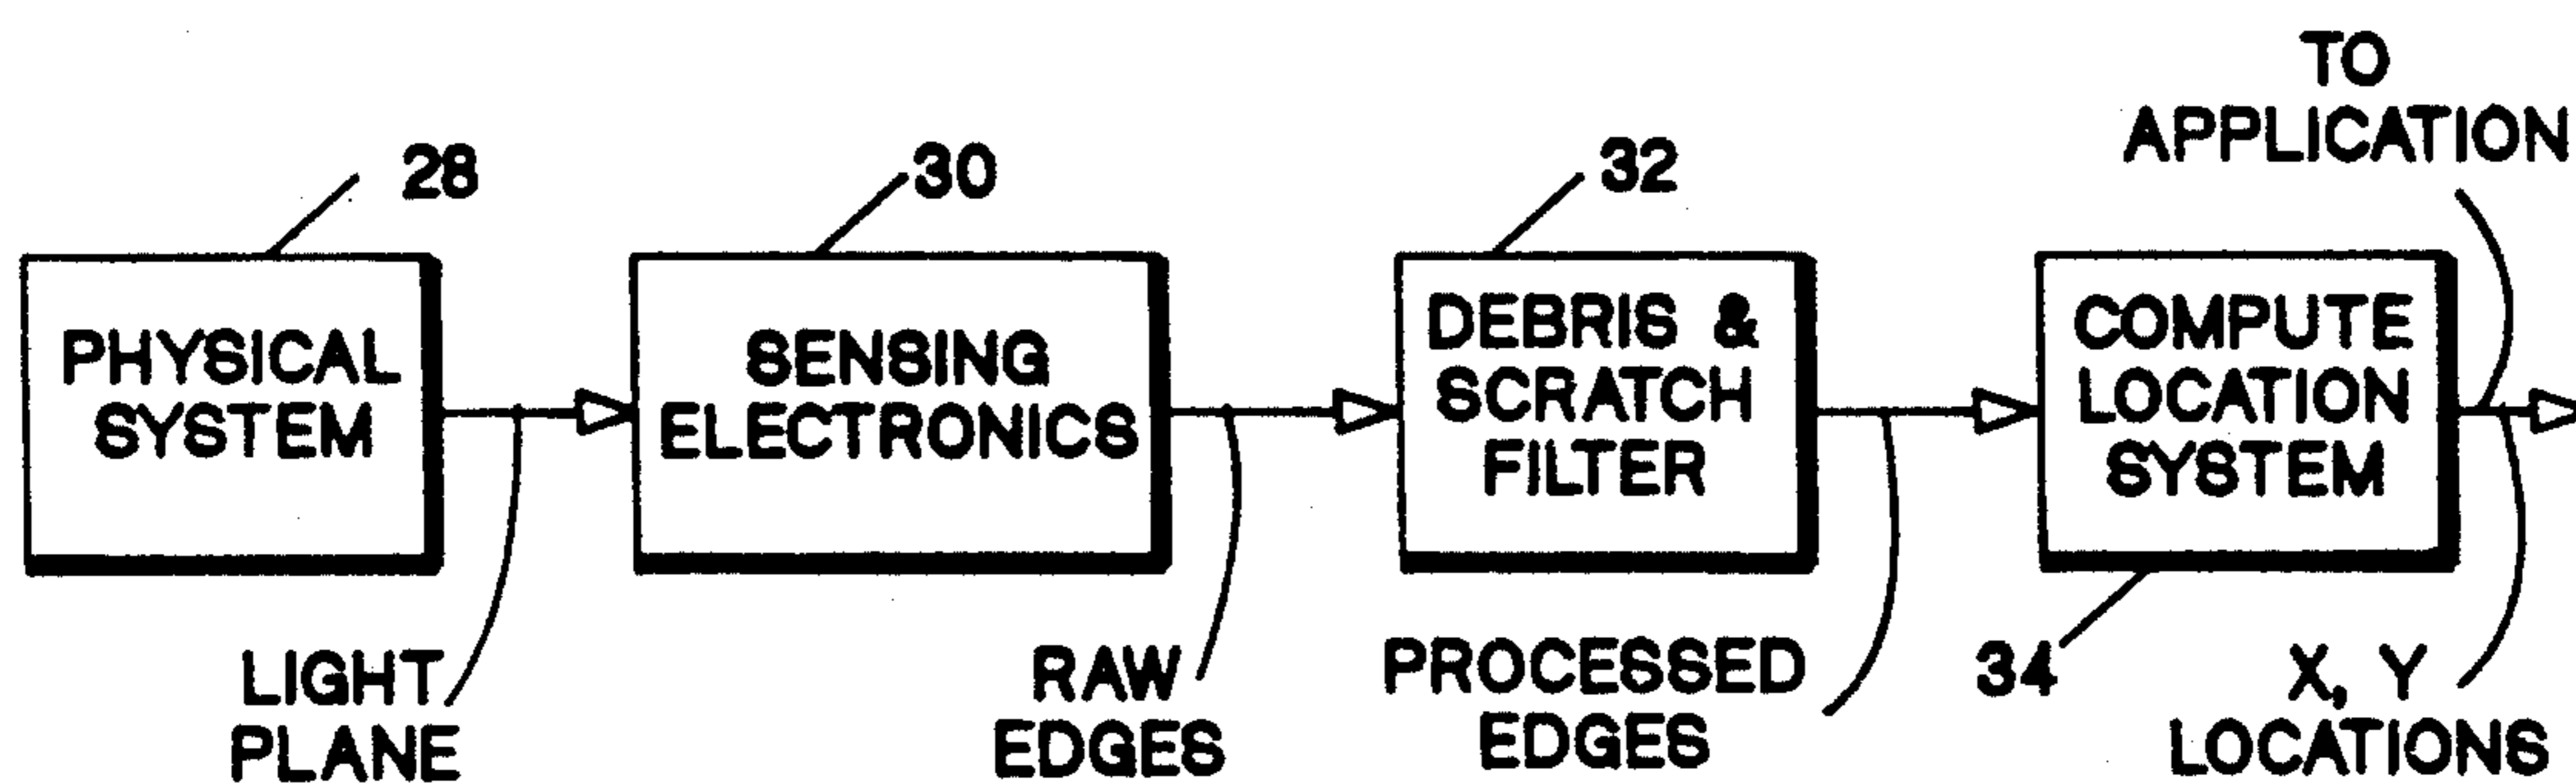 TO
APPLICATION
28
30
32
PHYSICAL
SYSTEM
SENSING
ELECTRONICS
DEBRIS &
SCRATCH
FILTER
COMPUTE
LOCATION
SYSTEM
LIGHT
PLANE
RAW
EDGES
PROCESSED
EDGES
34
X, Y
LOCATIONS